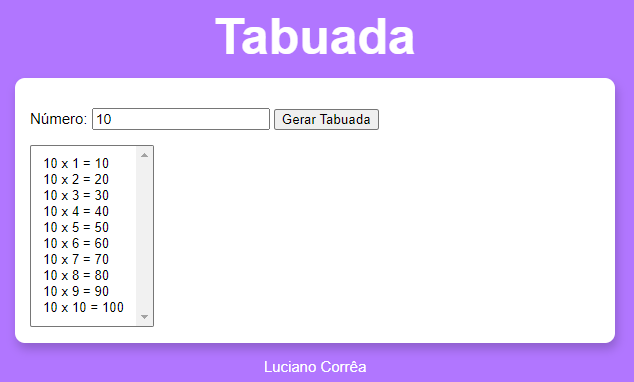 Tabuada
Número: 10 Gerar Tabuada
10 x 1 = 10
10 x 2 = 20
10 x 3 = 30
10 x 4 = 40
10 x 5 = 50
10 x 6 = 60
10 x 7 = 70
10 x 8 = 80
10 x 9 = 90
10 x 10 = 100
Luciano Corrêa